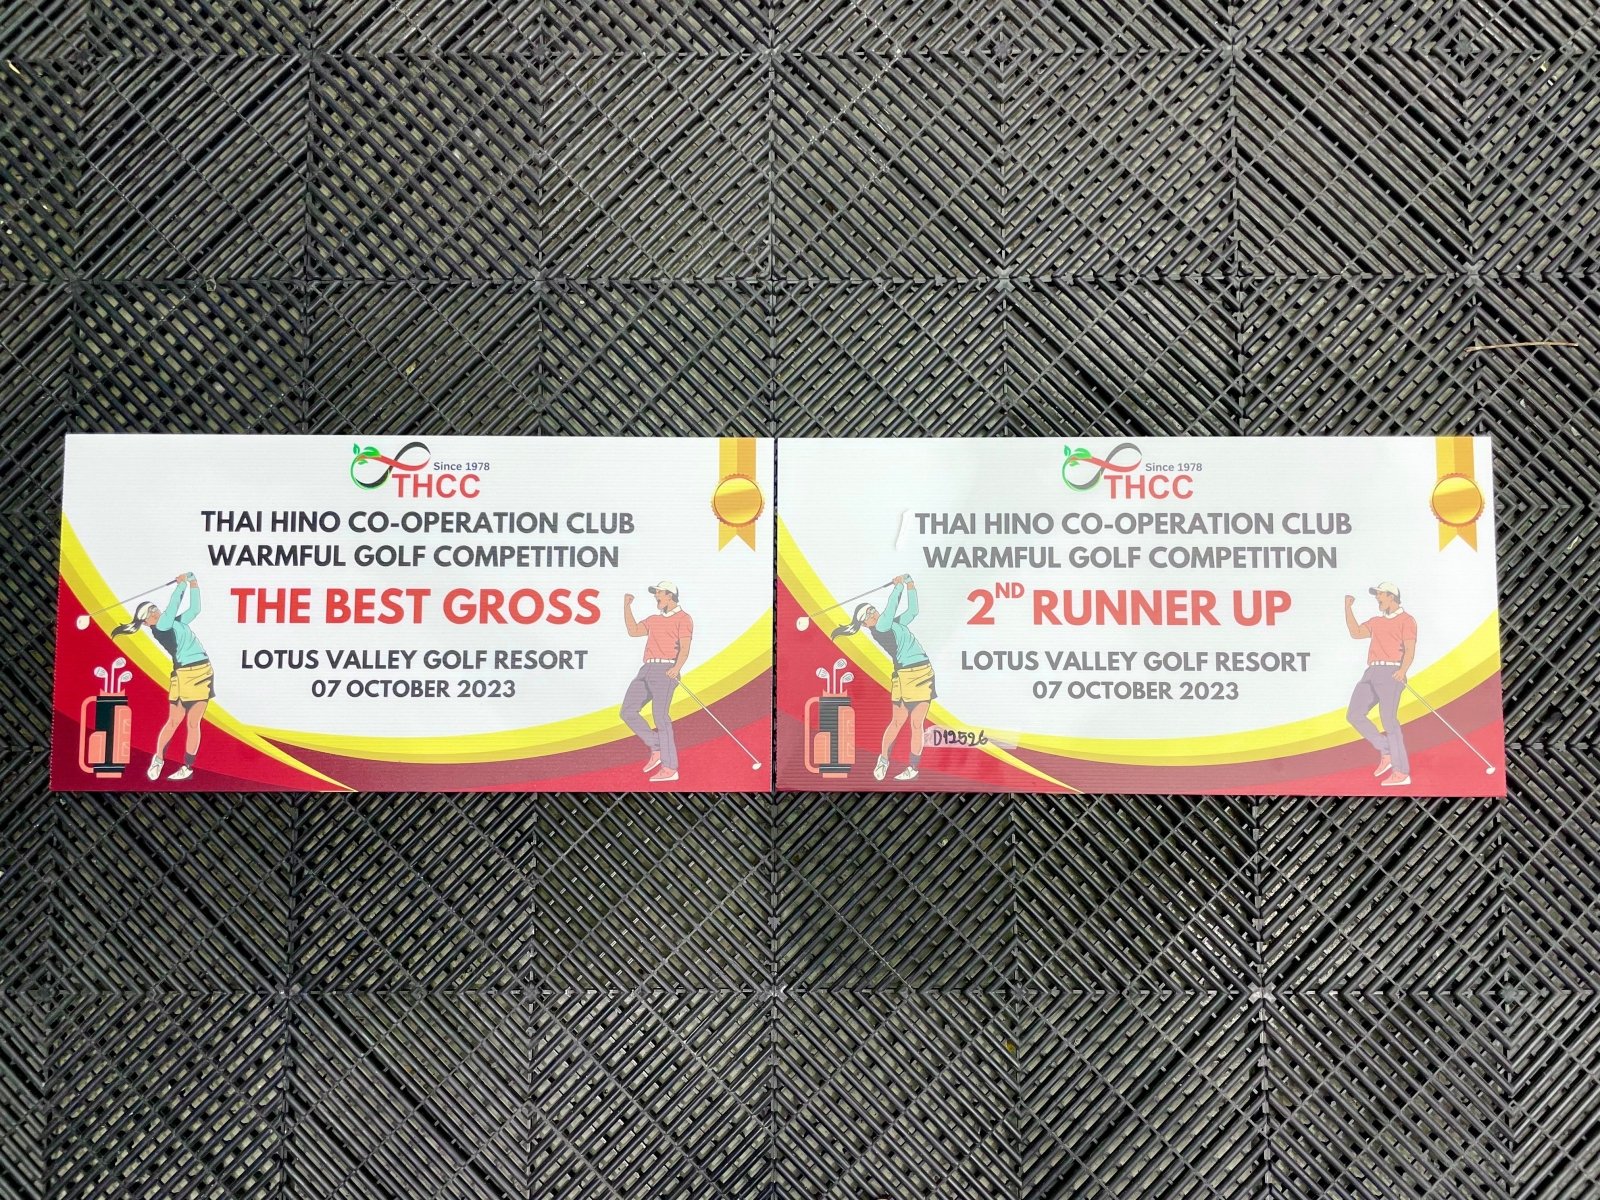 Since 1978
THCC
THAI HINO CO-OPERATION CLUB
WARMFUL GOLF COMPETITION
THE BEST GROSS
LOTUS VALLEY GOLF RESORT
07 OCTOBER 2023
Since 1978
THCC
THAI HINO CO-OPERATION CLUB
WARMFUL GOLF COMPETITION
2ND RUNNER UP
LOTUS VALLEY GOLF RESORT
07 OCTOBER 2023
D12526